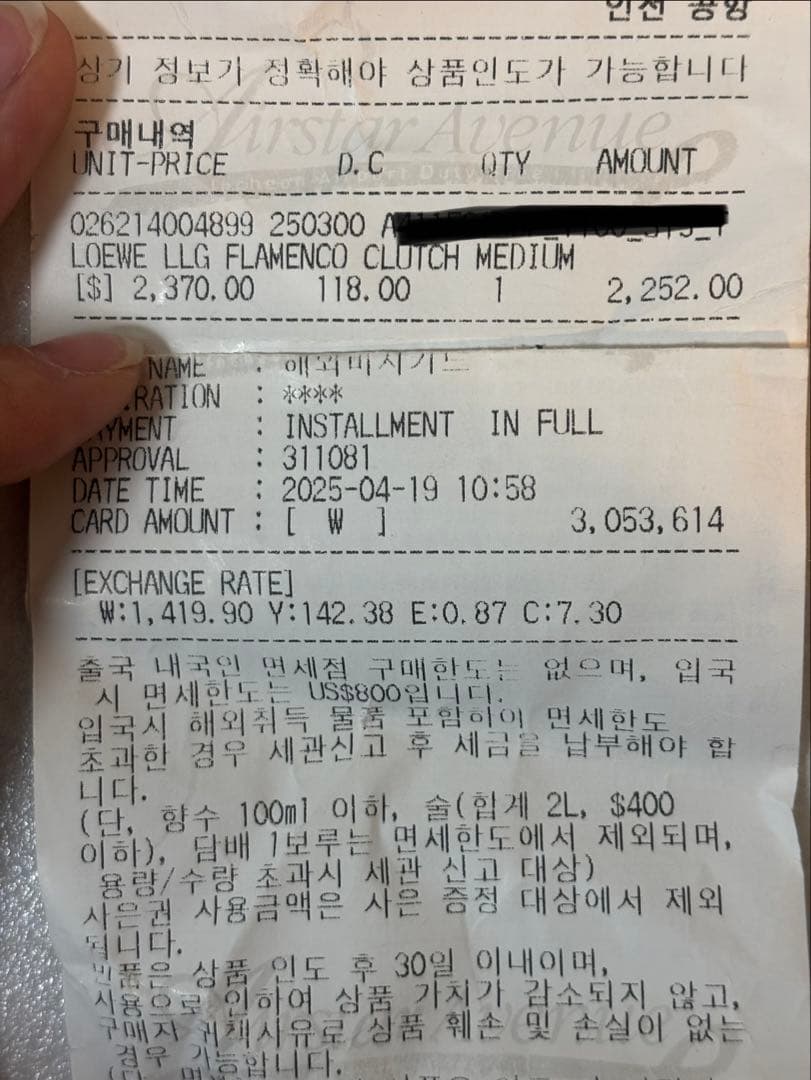 인천 공항
상기 정보가 정확해야 상품인도가 가능합니다
Airstar Avenue
구매내역
UNIT-PRICE D.C QTY AMOUNT
026214004899 250300
LOEWE LLG FLAMENCO CLUTCH MEDIUM
[$] 2,370.00 118.00 1 2,252.00
NAME :
RATION : ****
PAYMENT : INSTALLMENT IN FULL
APPROVAL : 311081
DATE TIME : 2025-04-19 10:58
CARD AMOUNT : [ ₩ ] 3,053,614
[EXCHANGE RATE]
₩:1,419.90 Y:142.38 E:0.87 C:7.30
출국 내국인 면세점 구매한도는 없으며, 입국
시 면세한도는 US$800입니다.
입국시 해외취득 물품 포함하여 면세한도
초과한 경우 세관신고 후 세금을 납부해야 합
니다.
(단, 향수 100ml 이하, 술(합계 2L, $400
이하), 담배 1보루는 면세한도에서 제외되며,
용량/수량 초과시 세관 신고 대상)
사은권 사용금액은 사은 증정 대상에서 제외
됩니다.
반품은 상품 인도 후 30일 이내이며,
사용으로 인하여 상품 가치가 감소되지 않고,
구매자 귀책사유로 상품 훼손 및 손실이 없는
경우 가능합니다.